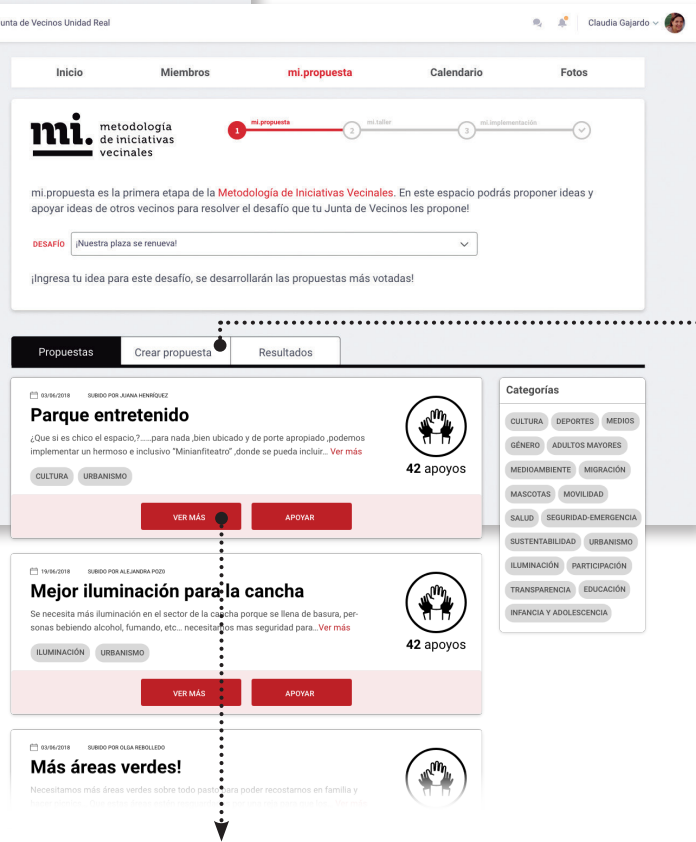 unta de Vecinos Unidad Real
Claudia Gajardo
Inicio
Miembros
mi.propuesta
Calendario
Fotos
mi. metodología
de iniciativas
vecinales
1 mi.propuesta
2 mi.taller
3 mi.implementación
mi.propuesta es la primera etapa de la Metodología de Iniciativas Vecinales. En este espacio podrás proponer ideas y
apoyar ideas de otros vecinos para resolver el desafío que tu Junta de Vecinos les propone!
DESAFÍO ¡Nuestra plaza se renueva!
¡Ingresa tu idea para este desafío, se desarrollarán las propuestas más votadas!
Propuestas
Crear propuesta
Resultados
03/06/2018 SUBIDO POR JUANA HENRÍQUEZ
Parque entretenido
¿Que si es chico el espacio,?......para nada ,bien ubicado y de porte apropiado ,podemos
implementar un hermoso e inclusivo "Minianfiteatro" ,donde se pueda incluir... Ver más
CULTURA URBANISMO
42 apoyos
VER MÁS APOYAR
19/06/2018 SUBIDO POR ALEJANDRA POZO
Mejor iluminación para la cancha
Se necesita más iluminación en el sector de la cancha porque se llena de basura, per-
sonas bebiendo alcohol, fumando, etc... necesitamos mas seguridad para...Ver más
ILUMINACIÓN URBANISMO
42 apoyos
VER MÁS APOYAR
03/06/2018 SUBIDO POR OLGA REBOLLEDO
Más áreas verdes!
Necesitamos más áreas verdes sobre todo pasto para poder recostarnos en familia y
Categorías
CULTURA DEPORTES MEDIOS
GÉNERO ADULTOS MAYORES
MEDIOAMBIENTE MIGRACIÓN
MASCOTAS MOVILIDAD
SALUD SEGURIDAD-EMERGENCIA
SUSTENTABILIDAD URBANISMO
ILUMINACIÓN PARTICIPACIÓN
TRANSPARENCIA EDUCACIÓN
INFANCIA Y ADOLESCENCIA